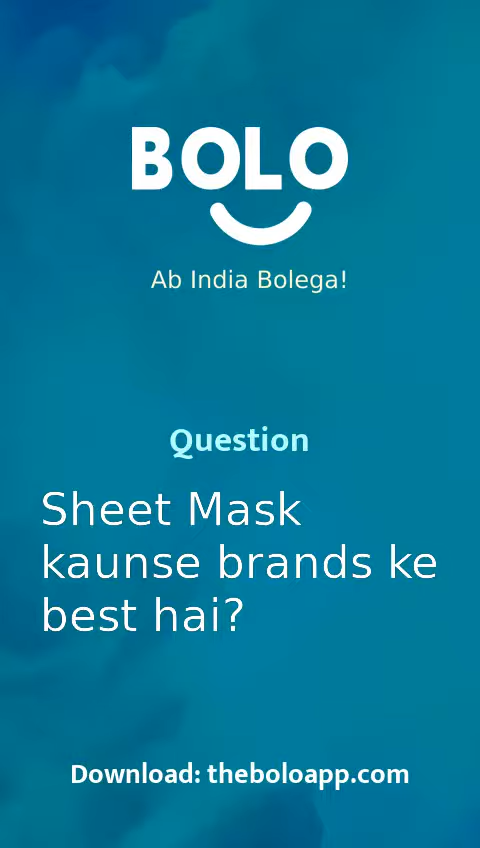 BOLO
Ab India Bolega!
Question
Sheet Mask
kaunse brands ke
best hai?
Download: theboloapp.com